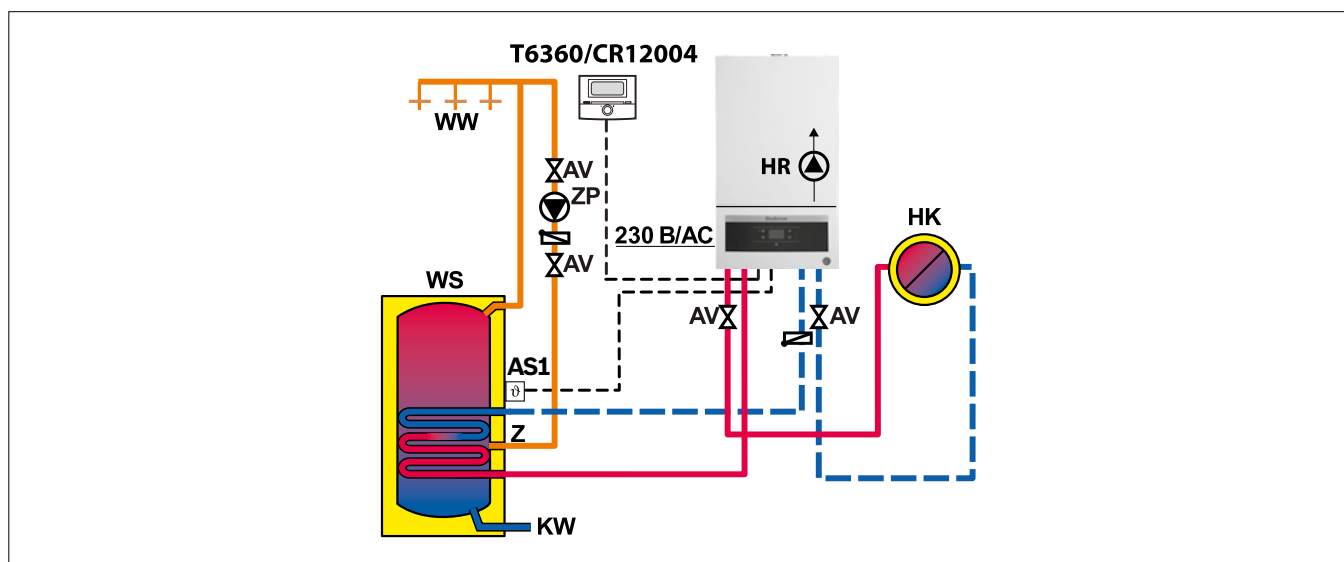 T6360/CR12004
WW
AV
ZP
AV
HR
230 B/AC
HK
WS
AV
AV
AS1
ϑ
Z
KW